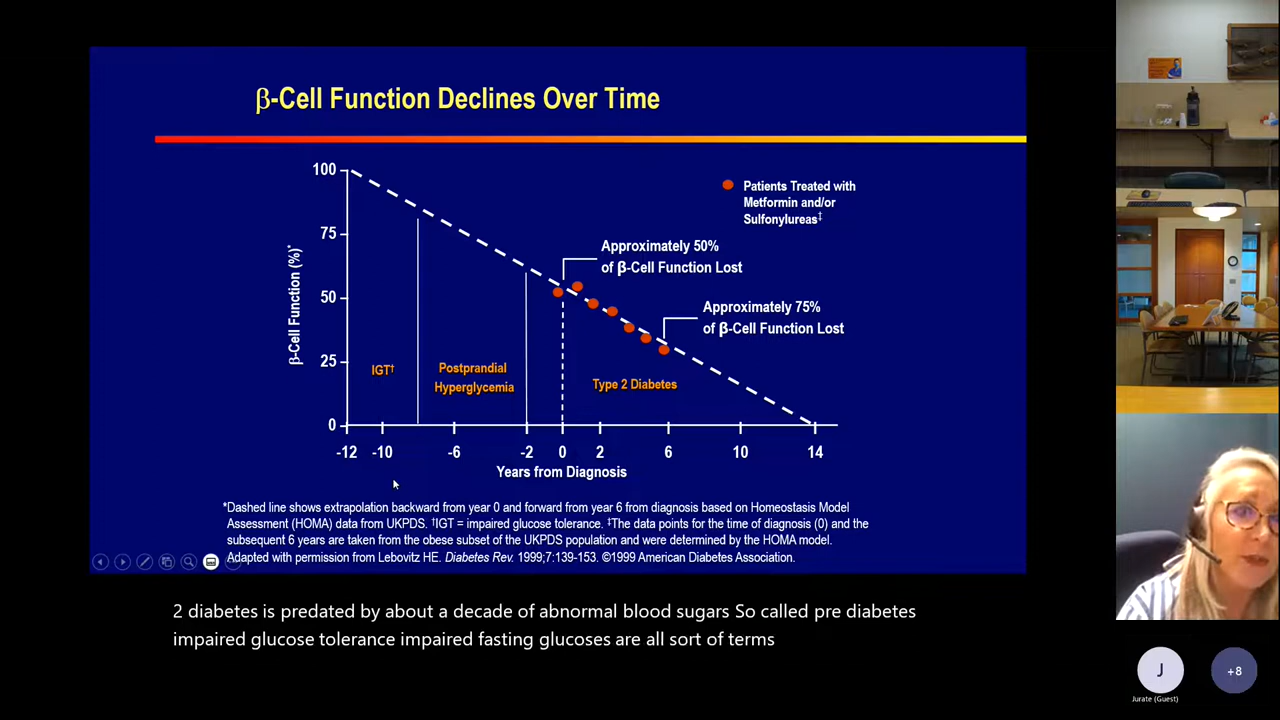 β-Cell Function Declines Over Time
100
75
50
25
0
β-Cell Function (%)*
Patients Treated with
Metformin and/or
Sulfonylureas‡
Approximately 50%
of β-Cell Function Lost
Approximately 75%
of β-Cell Function Lost
IGT†
Postprandial
Hyperglycemia
Type 2 Diabetes
-12 -10 -6 -2 0 2 6 10 14
Years from Diagnosis
*Dashed line shows extrapolation backward from year 0 and forward from year 6 from diagnosis based on Homeostasis Model
Assessment (HOMA) data from UKPDS. †IGT = impaired glucose tolerance. ‡The data points for the time of diagnosis (0) and the
subsequent 6 years are taken from the obese subset of the UKPDS population and were determined by the HOMA model.
Adapted with permission from Lebovitz HE. Diabetes Rev. 1999;7:139-153. ©1999 American Diabetes Association.
2 diabetes is predated by about a decade of abnormal blood sugars So called pre diabetes
impaired glucose tolerance impaired fasting glucoses are all sort of terms
J
+8
Jurate (Guest)